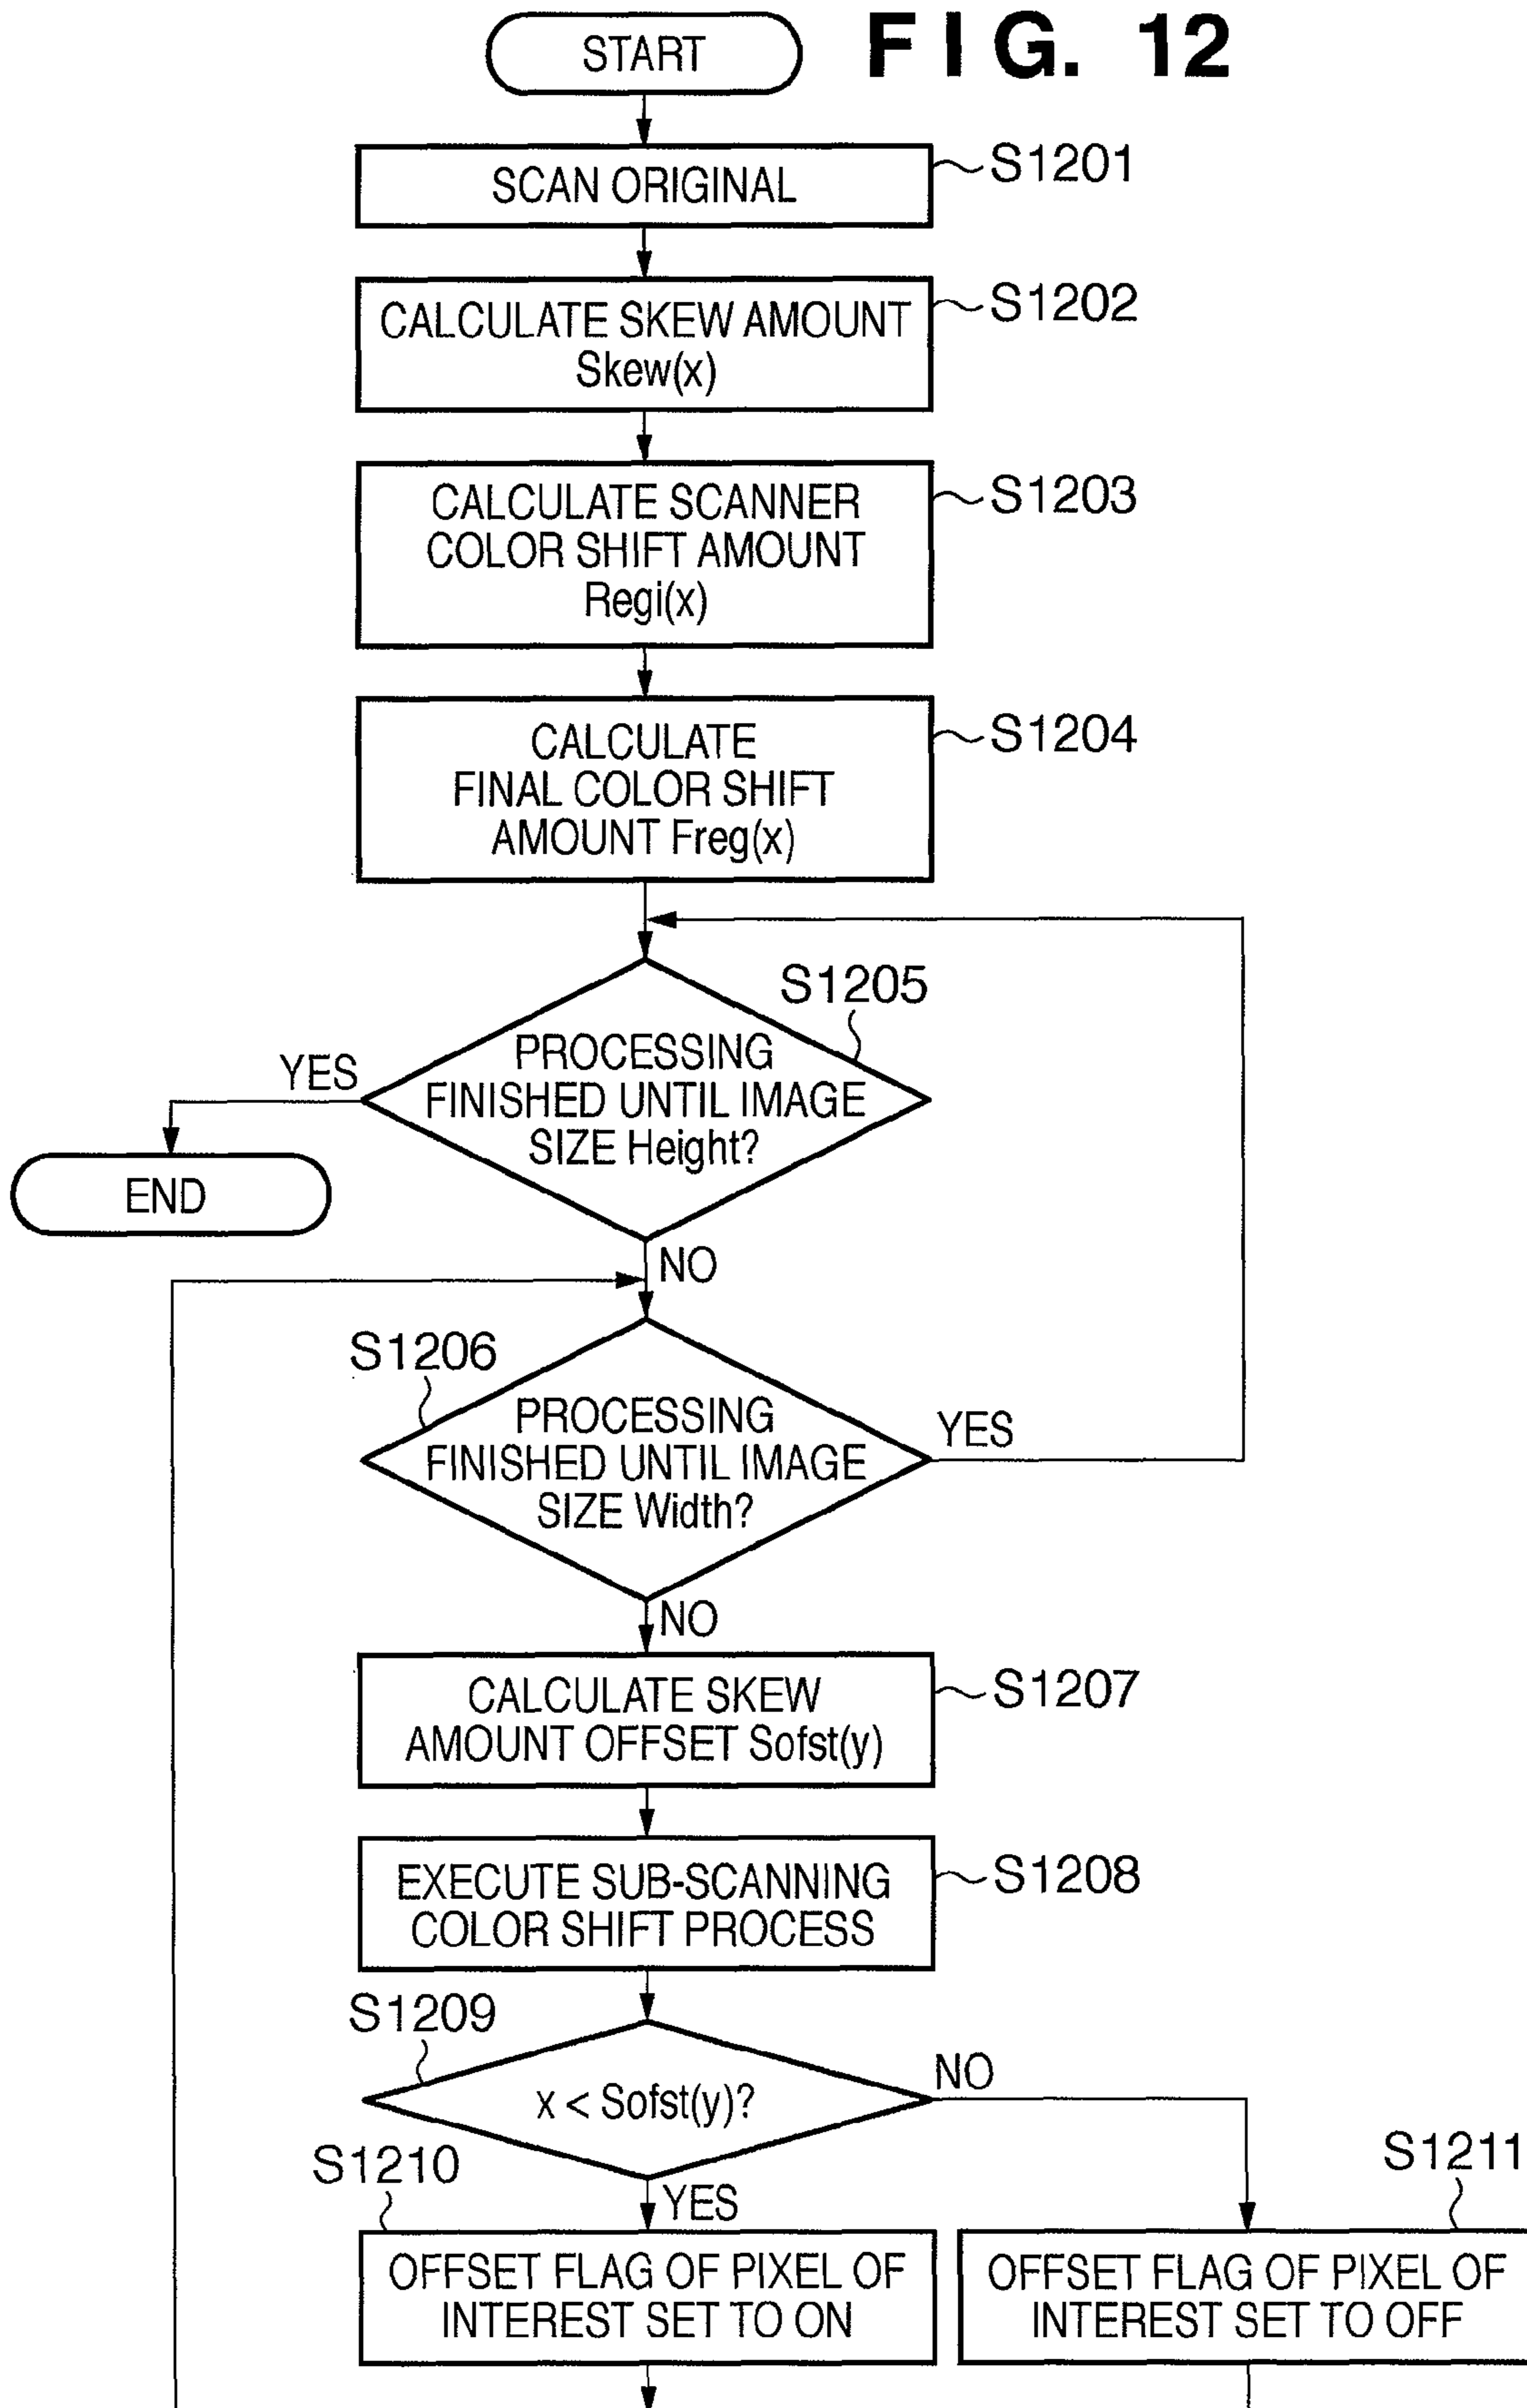 FIG. 12
START
SCAN ORIGINAL
S1201
CALCULATE SKEW AMOUNT
Skew(x)
S1202
CALCULATE SCANNER
COLOR SHIFT AMOUNT
Regi(x)
S1203
CALCULATE
FINAL COLOR SHIFT
AMOUNT Freg(x)
S1204
S1205
PROCESSING
FINISHED UNTIL IMAGE
SIZE Height?
YES
END
NO
S1206
PROCESSING
FINISHED UNTIL IMAGE
SIZE Width?
YES
NO
CALCULATE SKEW
AMOUNT OFFSET Sofst(y)
S1207
EXECUTE SUB-SCANNING
COLOR SHIFT PROCESS
S1208
S1209
x < Sofst(y)?
NO
YES
S1210
OFFSET FLAG OF PIXEL OF
INTEREST SET TO ON
S1211
OFFSET FLAG OF PIXEL OF
INTEREST SET TO OFF